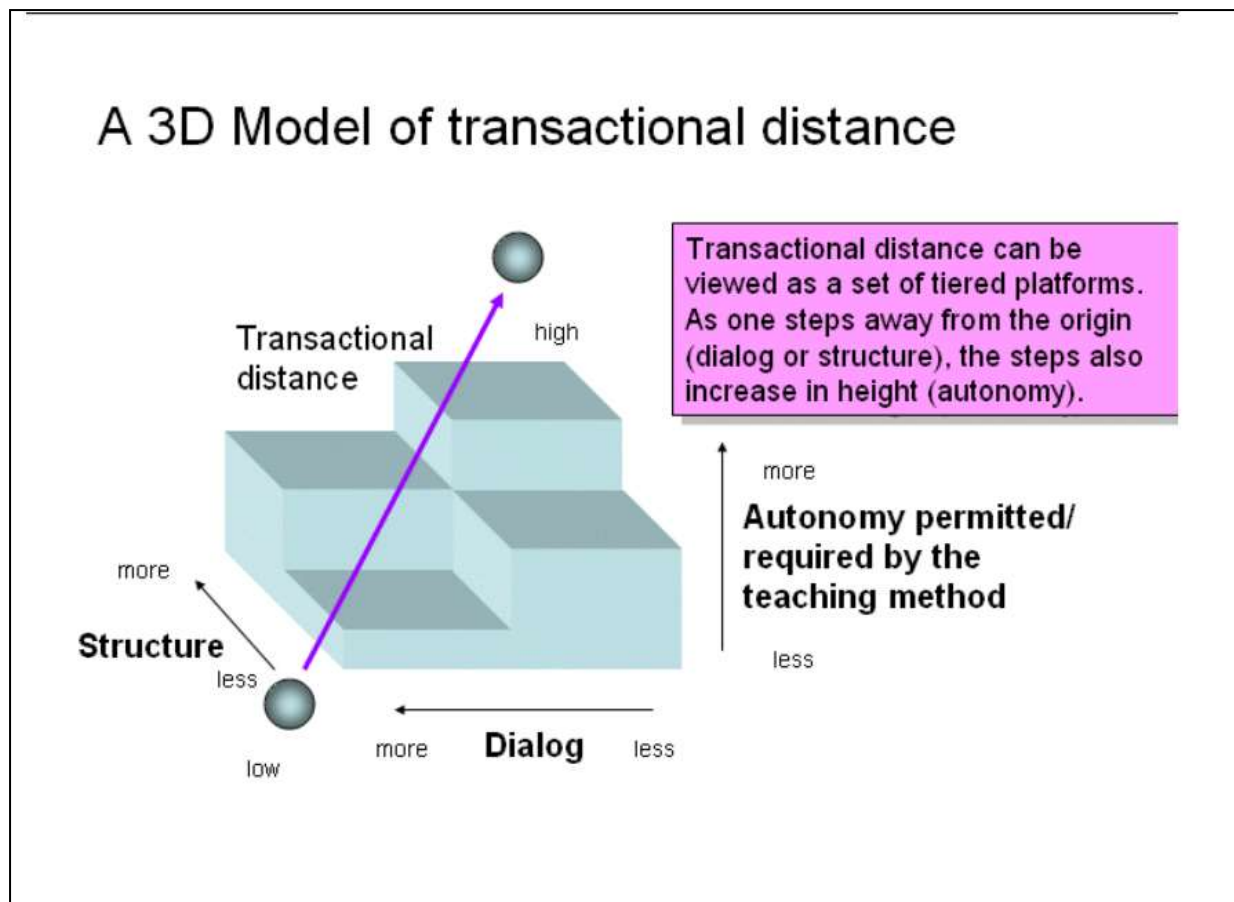 A 3D Model of transactional distance
Transactional distance can be
viewed as a set of tiered platforms.
As one steps away from the origin
(dialog or structure), the steps also
increase in height (autonomy).
Transactional
distance
high
more
Autonomy permitted/
required by the
teaching method
less
more
Structure
less
low
more
Dialog
less